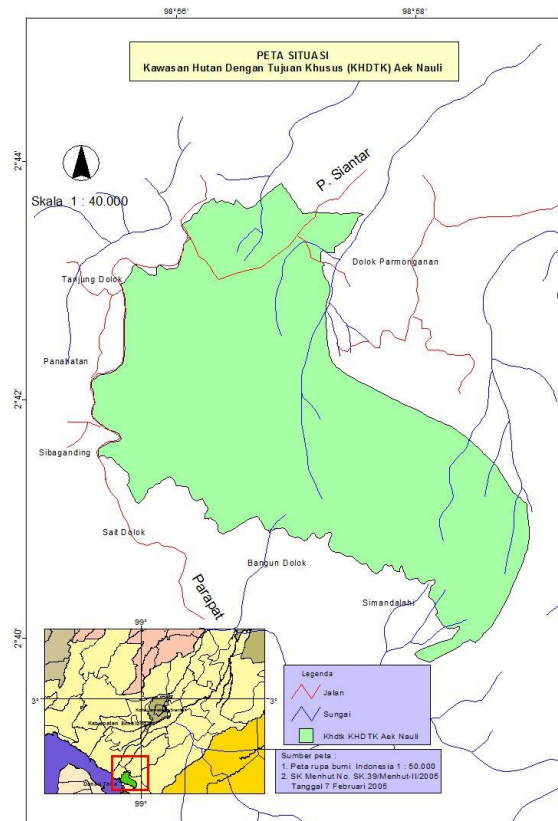 98°56'
98°58'
PETA SITUASI
Kawasan Hutan Dengan Tujuan Khusus (KHDTK) Aek Nauli
2°44'
P. Siantar
Skala 1 : 40.000
Dolok Parmonganan
Tanjung Dolok
Panahatan
2°42'
Sibaganding
Sait Dolok
Bangun Dolok
Parapat
Simandalahi
2°40'
99°
3°
3°
99°
Legenda
Jalan
Sungai
Khdtk KHDTK Aek Nauli
Sumber peta :
1. Peta rupa bumi Indonesia 1 : 50.000
2. SK Menhut No. SK.39/Menhut-II/2005
Tanggal 7 Februari 2005